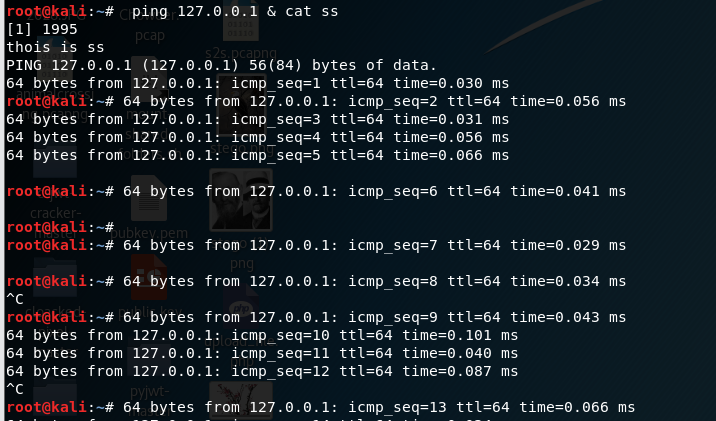 root@kali:~# ping 127.0.0.1 & cat ss
[1] 1995
thois is ss
PING 127.0.0.1 (127.0.0.1) 56(84) bytes of data.
64 bytes from 127.0.0.1: icmp_seq=1 ttl=64 time=0.030 ms
root@kali:~# 64 bytes from 127.0.0.1: icmp_seq=2 ttl=64 time=0.056 ms
64 bytes from 127.0.0.1: icmp_seq=3 ttl=64 time=0.031 ms
64 bytes from 127.0.0.1: icmp_seq=4 ttl=64 time=0.056 ms
64 bytes from 127.0.0.1: icmp_seq=5 ttl=64 time=0.066 ms
root@kali:~# 64 bytes from 127.0.0.1: icmp_seq=6 ttl=64 time=0.041 ms
root@kali:~#
root@kali:~# 64 bytes from 127.0.0.1: icmp_seq=7 ttl=64 time=0.029 ms
root@kali:~# 64 bytes from 127.0.0.1: icmp_seq=8 ttl=64 time=0.034 ms
^C
root@kali:~# 64 bytes from 127.0.0.1: icmp_seq=9 ttl=64 time=0.043 ms
64 bytes from 127.0.0.1: icmp_seq=10 ttl=64 time=0.101 ms
64 bytes from 127.0.0.1: icmp_seq=11 ttl=64 time=0.040 ms
64 bytes from 127.0.0.1: icmp_seq=12 ttl=64 time=0.087 ms
^C
root@kali:~# 64 bytes from 127.0.0.1: icmp_seq=13 ttl=64 time=0.066 ms
pcap
s2s.pcapng
cracker-
pubkey.pem
png
pyjwt-